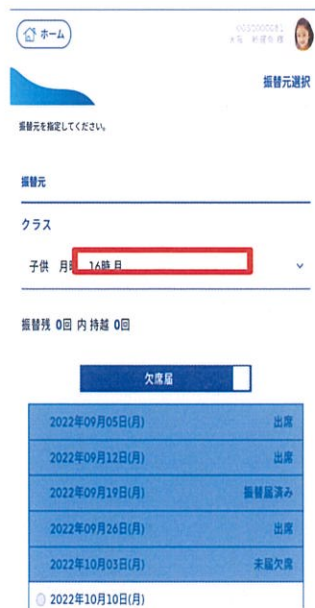 ホーム
振替元選択
振替元を指定してください。
振替元
クラス
子供 月曜 16時 月
振替残 0回 内 持越 0回
欠席届
2022年09月05日(月) 出席
2022年09月12日(月) 出席
2022年09月19日(月) 振替届済み
2022年09月26日(月) 出席
2022年10月03日(月) 未届欠席
2022年10月10日(月)